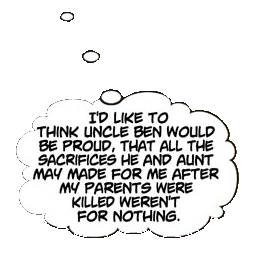 I'D LIKE TO
THINK UNCLE BEN WOULD
BE PROUD, THAT ALL THE
SACRIFICES HE AND AUNT
MAY MADE FOR ME AFTER
MY PARENTS WERE
KILLED WEREN'T
FOR NOTHING.